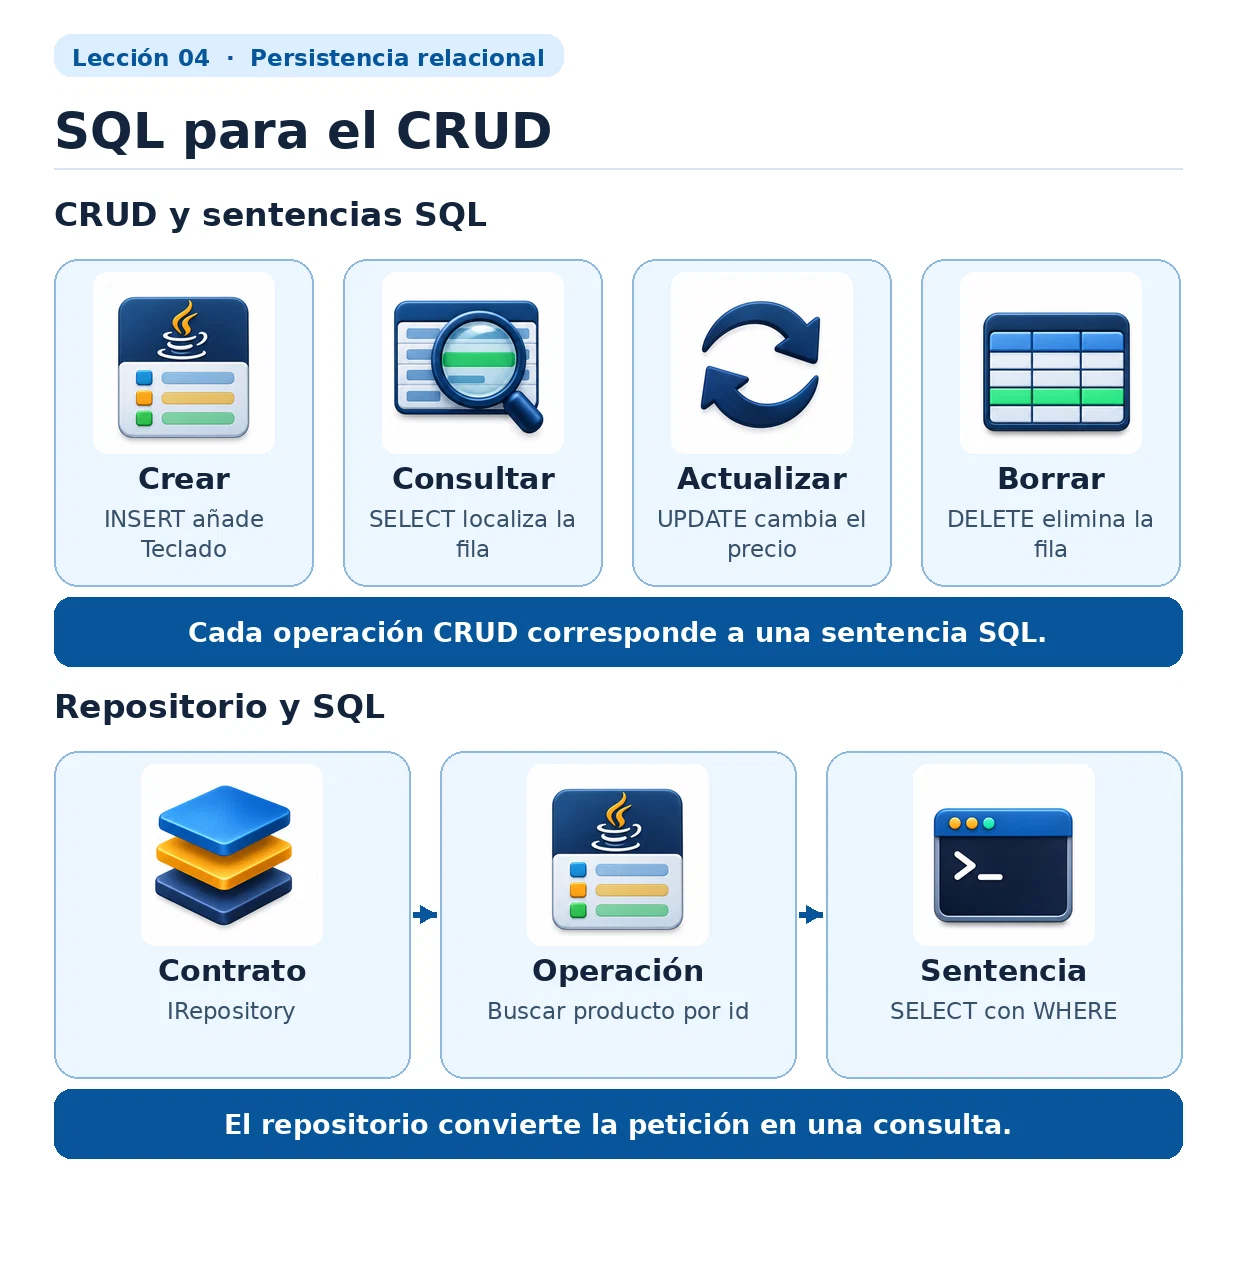 Lección 04 · Persistencia relacional
SQL para el CRUD
CRUD y sentencias SQL
Crear
INSERT añade
Teclado
Consultar
SELECT localiza la
fila
Actualizar
UPDATE cambia el
precio
Borrar
DELETE elimina la
fila
Cada operación CRUD corresponde a una sentencia SQL.
Repositorio y SQL
Contrato
IRepository
Operación
Buscar producto por id
Sentencia
SELECT con WHERE
El repositorio convierte la petición en una consulta.